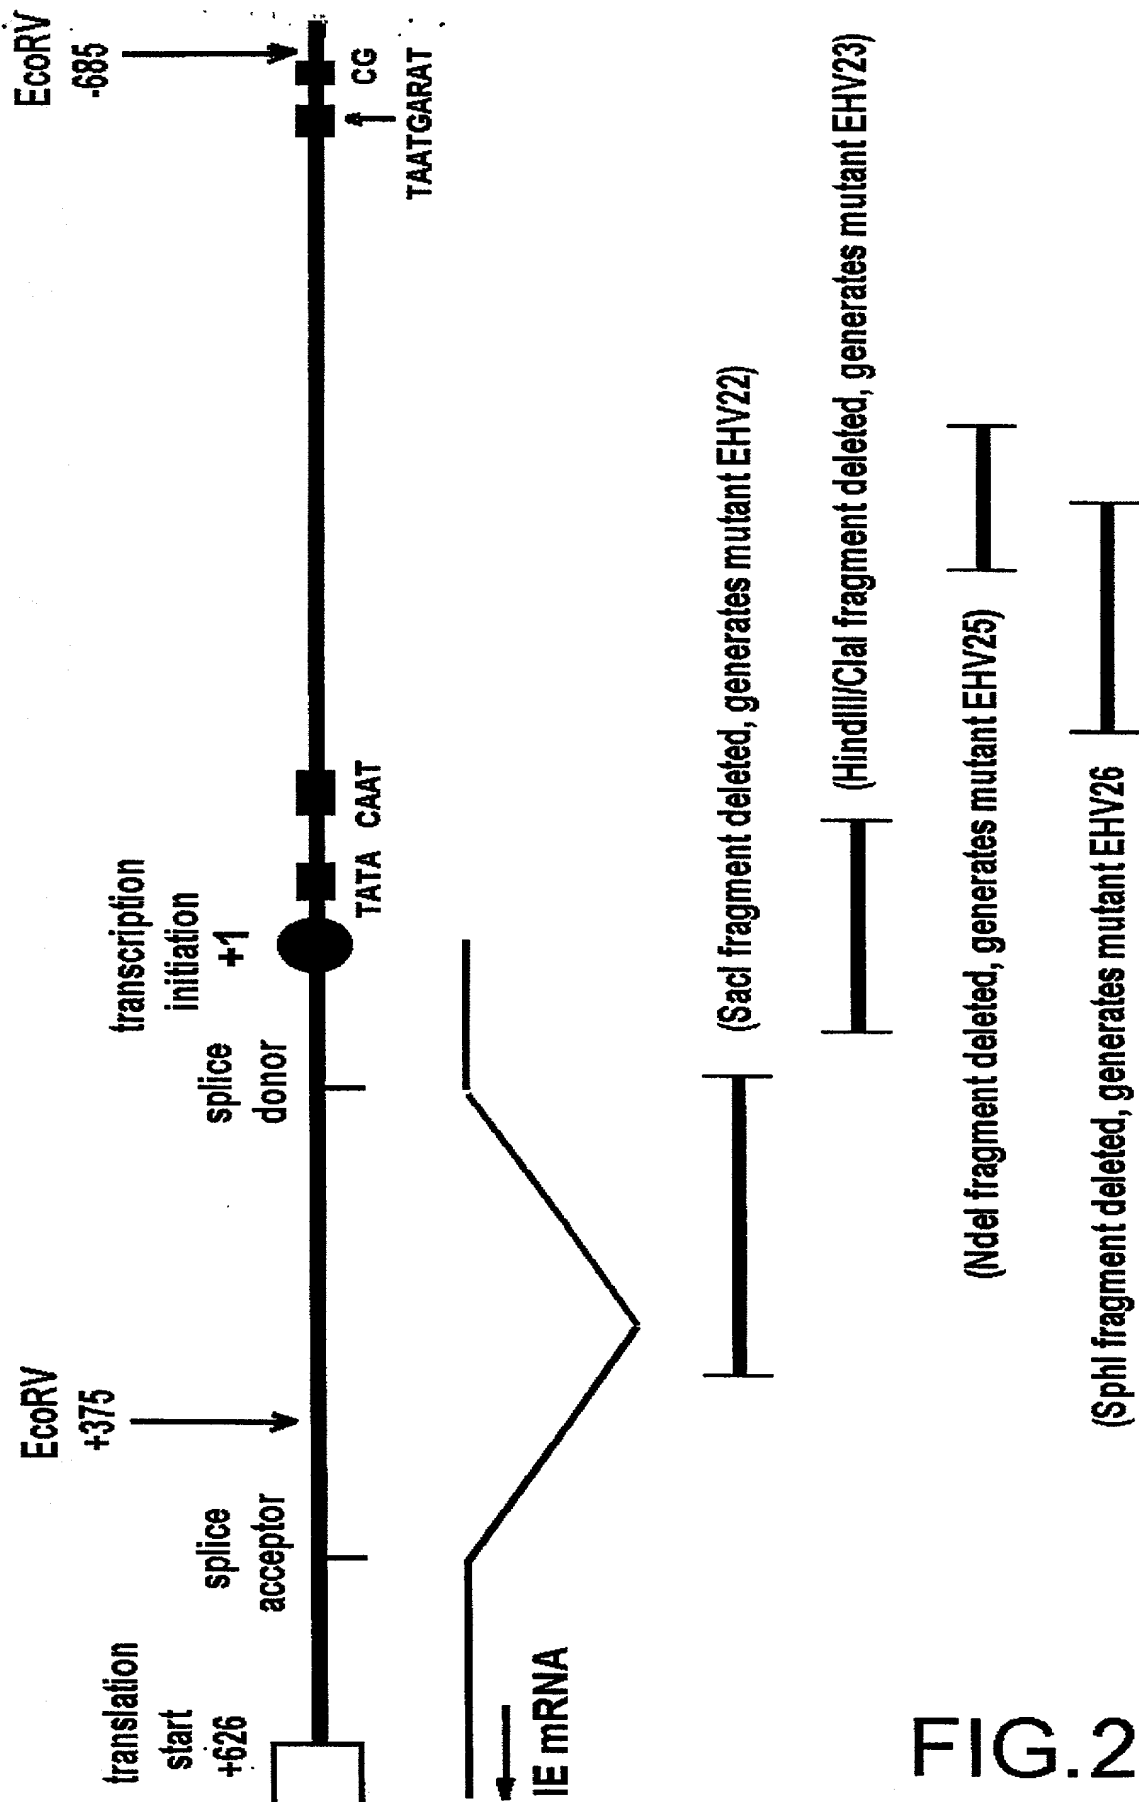 translation
start
+626
splice
acceptor
EcoRV
+375
splice
donor
transcription
initiation
+1
TATA CAAT
EcoRV
-685
CG
TAATGARAT
IE mRNA
(SacI fragment deleted, generates mutant EHV22)
(HindIII/ClaI fragment deleted, generates mutant EHV23)
(NdeI fragment deleted, generates mutant EHV25)
(SphI fragment deleted, generates mutant EHV26
FIG.2